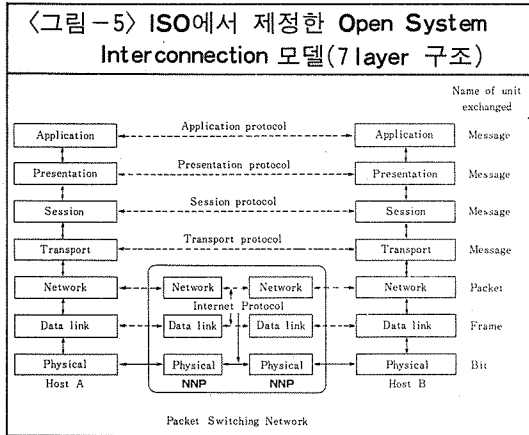 〈그림-5〉 ISO에서 제정한 Open System
Interconnection 모델(7 layer 구조)
Name of unit
exchanged
Application Application protocol Application Message
Presentation Presentation protocol Presentation Message
Session Session protocol Session Message
Transport Transport protocol Transport Message
Network Network Network Network Packet
Internet Protocol
Data link Data link Data link Data link Frame
Physical Physical Physical Physical Bit
Host A NNP NNP Host B
Packet Switching Network